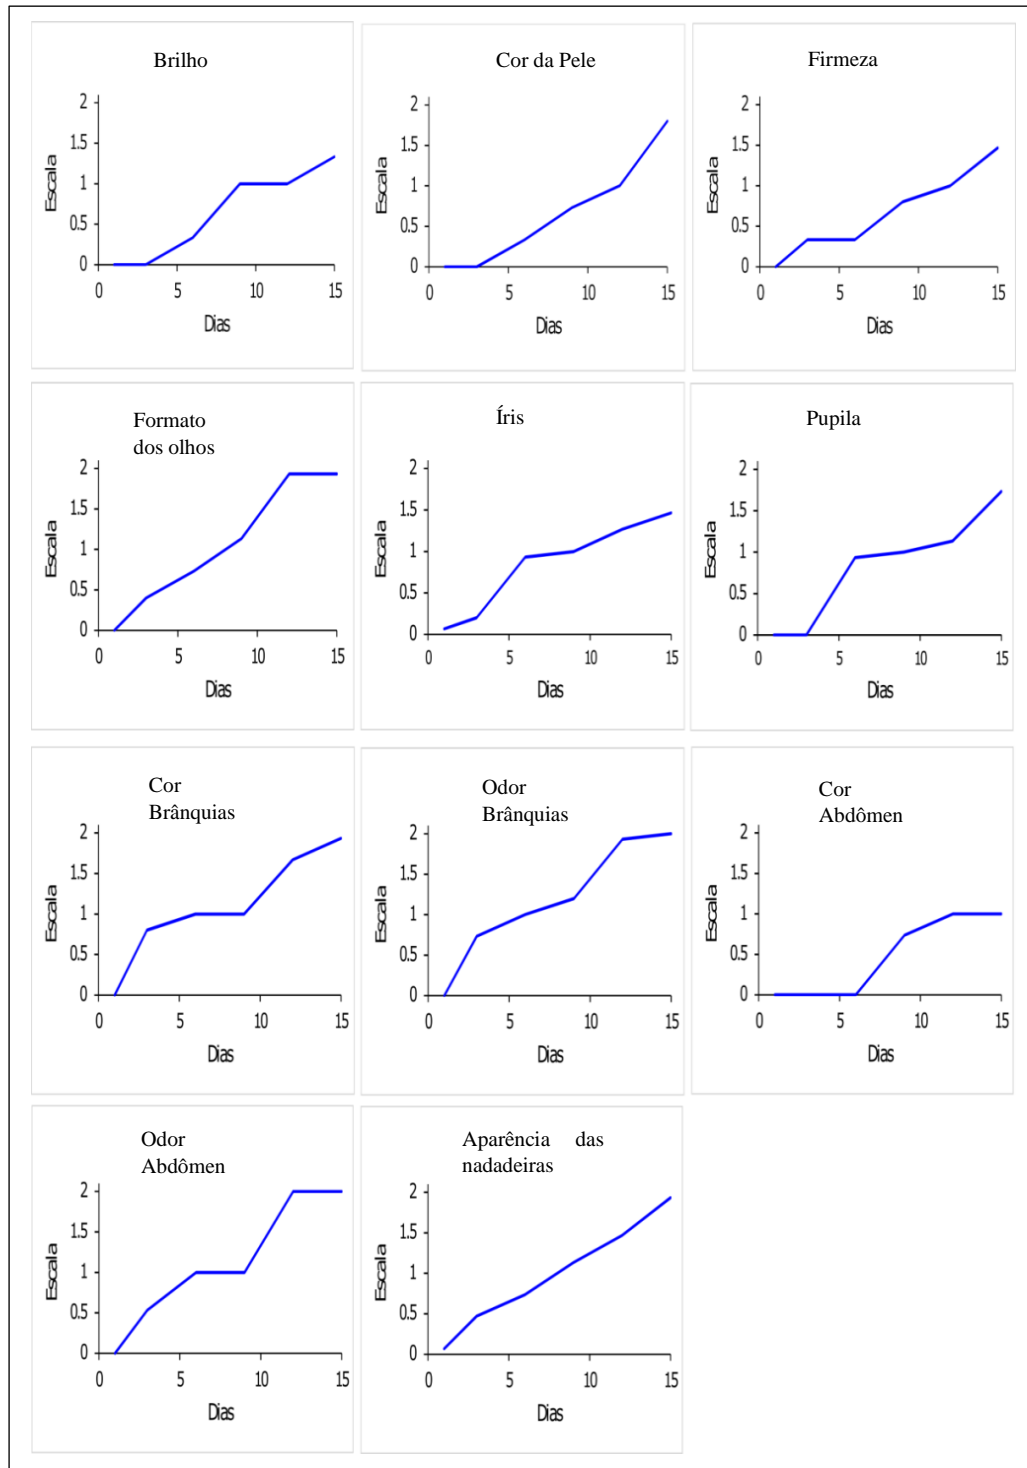 Brilho
2
1.5
1
0.5
0
0 5 10 15
Escala
Dias
Cor da Pele
2
1.5
1
0.5
0
0 5 10 15
Escala
Dias
Firmeza
2
1.5
1
0.5
0
0 5 10 15
Escala
Dias
Formato
dos olhos
2
1.5
1
0.5
0
0 5 10 15
Escala
Dias
Íris
2
1.5
1
0.5
0
0 5 10 15
Escala
Dias
Pupila
2
1.5
1
0.5
0
0 5 10 15
Escala
Dias
Cor
Brânquias
2
1.5
1
0.5
0
0 5 10 15
Escala
Dias
Odor
Brânquias
2
1.5
1
0.5
0
0 5 10 15
Escala
Dias
Cor
Abdômen
2
1.5
1
0.5
0
0 5 10 15
Escala
Dias
Odor
Abdômen
2
1.5
1
0.5
0
0 5 10 15
Escala
Dias
Aparência das
nadadeiras
2
1.5
1
0.5
0
0 5 10 15
Escala
Dias